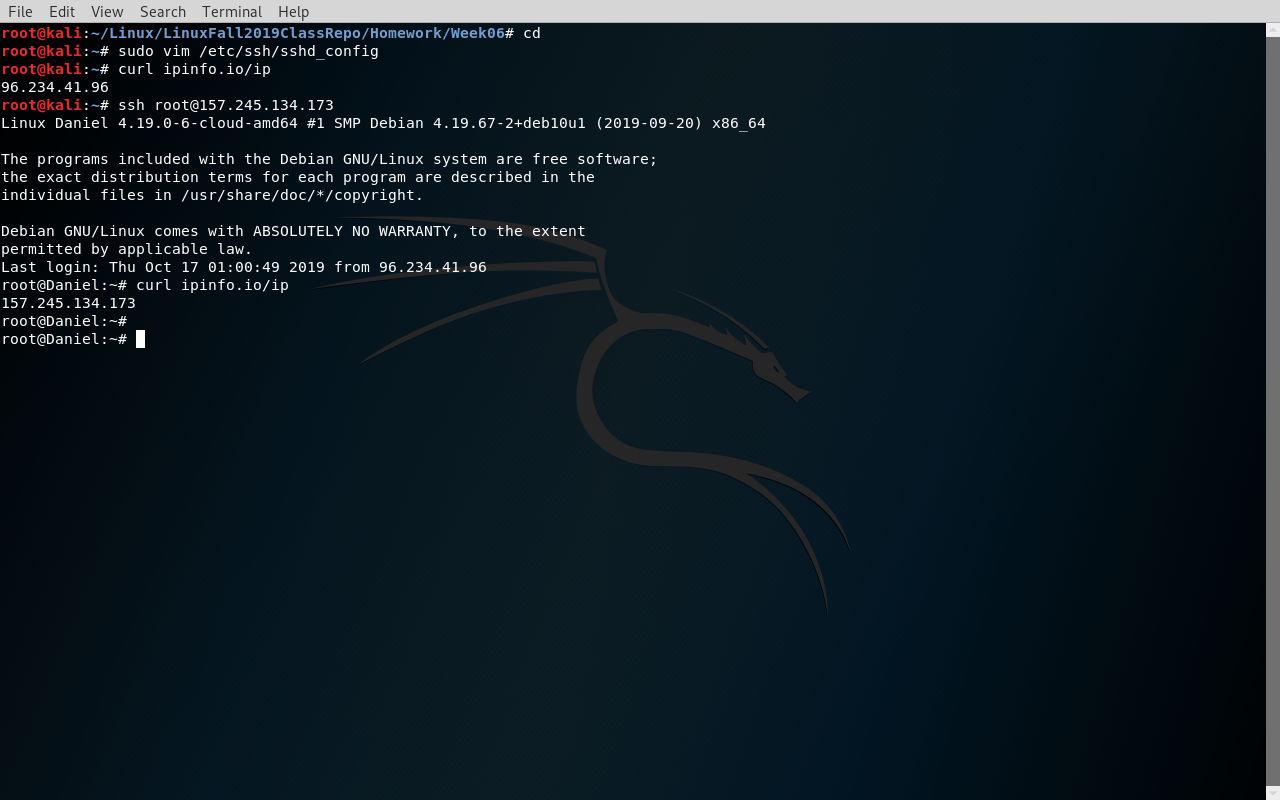 File Edit View Search Terminal Help
root@kali:~/Linux/LinuxFall2019ClassRepo/Homework/Week06# cd
root@kali:~# sudo vim /etc/ssh/sshd_config
root@kali:~# curl ipinfo.io/ip
96.234.41.96
root@kali:~# ssh root@157.245.134.173
Linux Daniel 4.19.0-6-cloud-amd64 #1 SMP Debian 4.19.67-2+deb10u1 (2019-09-20) x86_64
The programs included with the Debian GNU/Linux system are free software;
the exact distribution terms for each program are described in the
individual files in /usr/share/doc/*/copyright.
Debian GNU/Linux comes with ABSOLUTELY NO WARRANTY, to the extent
permitted by applicable law.
Last login: Thu Oct 17 01:00:49 2019 from 96.234.41.96
root@Daniel:~# curl ipinfo.io/ip
157.245.134.173
root@Daniel:~#
root@Daniel:~#